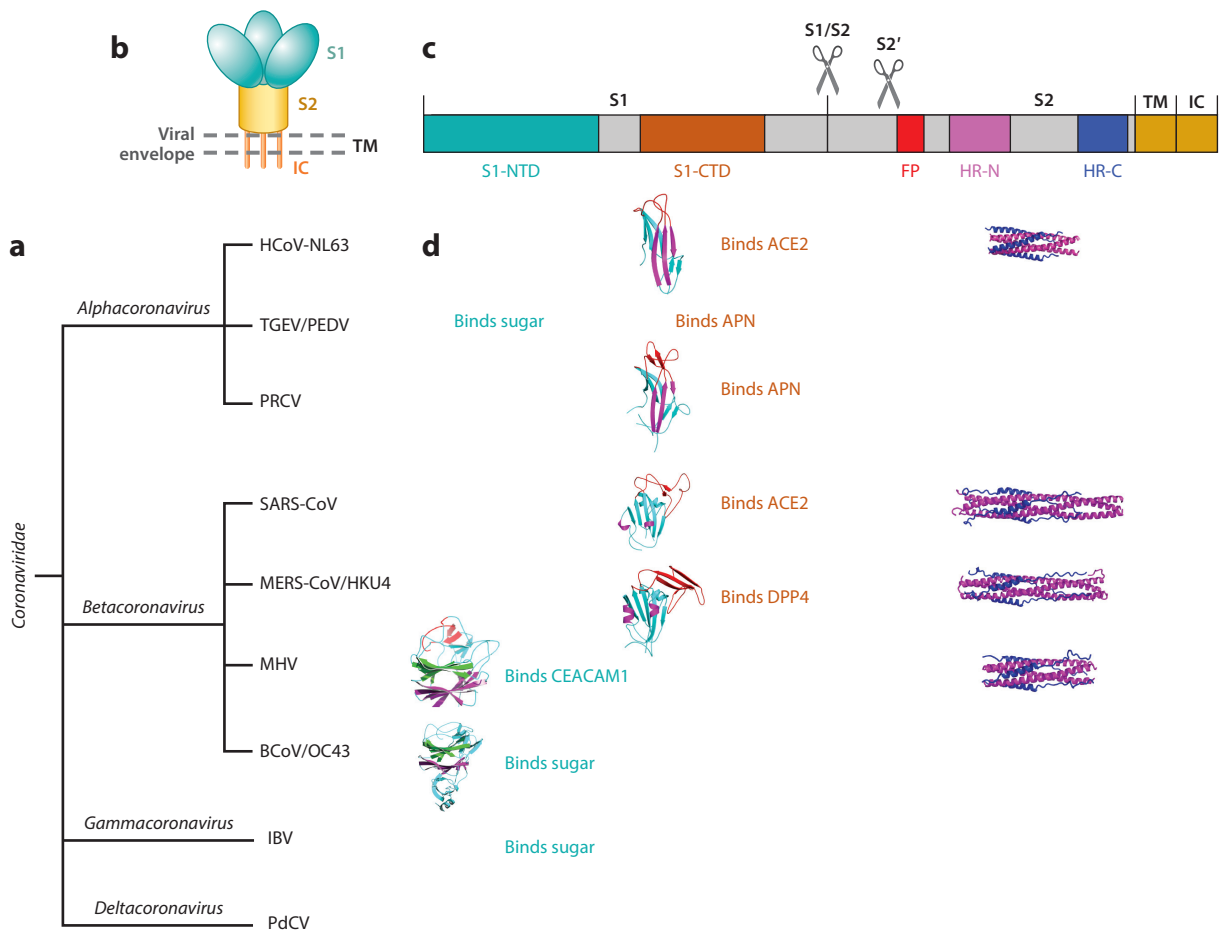 b
S1
S2
Viral
envelope
TM
IC
c
S1/S2
S2′
S1
S2
TM
IC
S1-NTD
S1-CTD
FP
HR-N
HR-C
a
Coronaviridae
Alphacoronavirus
HCoV-NL63
TGEV/PEDV
PRCV
Betacoronavirus
SARS-CoV
MERS-CoV/HKU4
MHV
BCoV/OC43
Gammacoronavirus
IBV
Deltacoronavirus
PdCV
d
Binds ACE2
Binds sugar
Binds APN
Binds APN
Binds ACE2
Binds DPP4
Binds CEACAM1
Binds sugar
Binds sugar